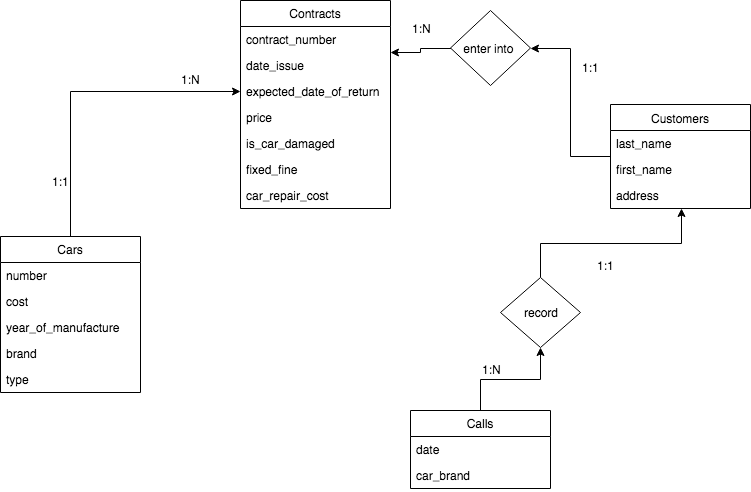 Contracts
contract_number
date_issue
expected_date_of_return
price
is_car_damaged
fixed_fine
car_repair_cost
1:N
enter into
1:1
Customers
last_name
first_name
address
1:N
1:1
Cars
number
cost
year_of_manufacture
brand
type
1:1
record
1:N
Calls
date
car_brand